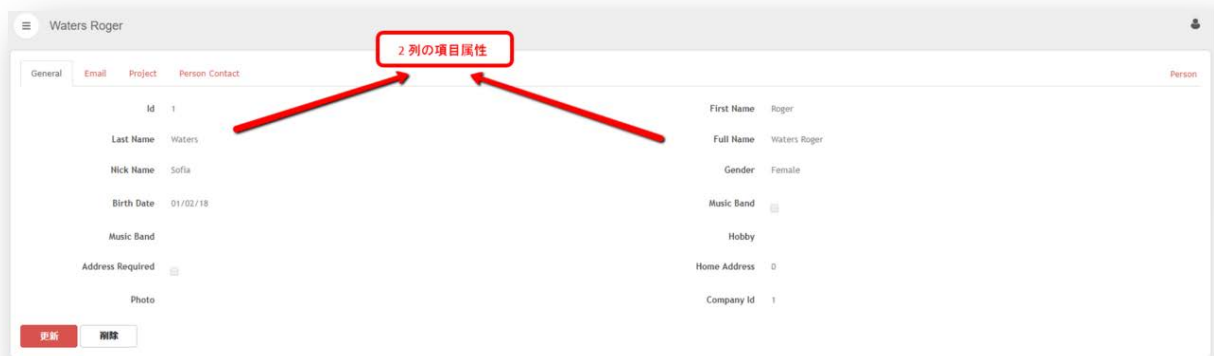 Waters Roger
2 列の項目属性
General Email Project Person Contact Person
Id 1 First Name Roger
Last Name Waters Full Name Waters Roger
Nick Name Sofia Gender Female
Birth Date 01/02/18 Music Band
Music Band Hobby
Address Required Home Address D
Photo Company Id 1
更新 削除